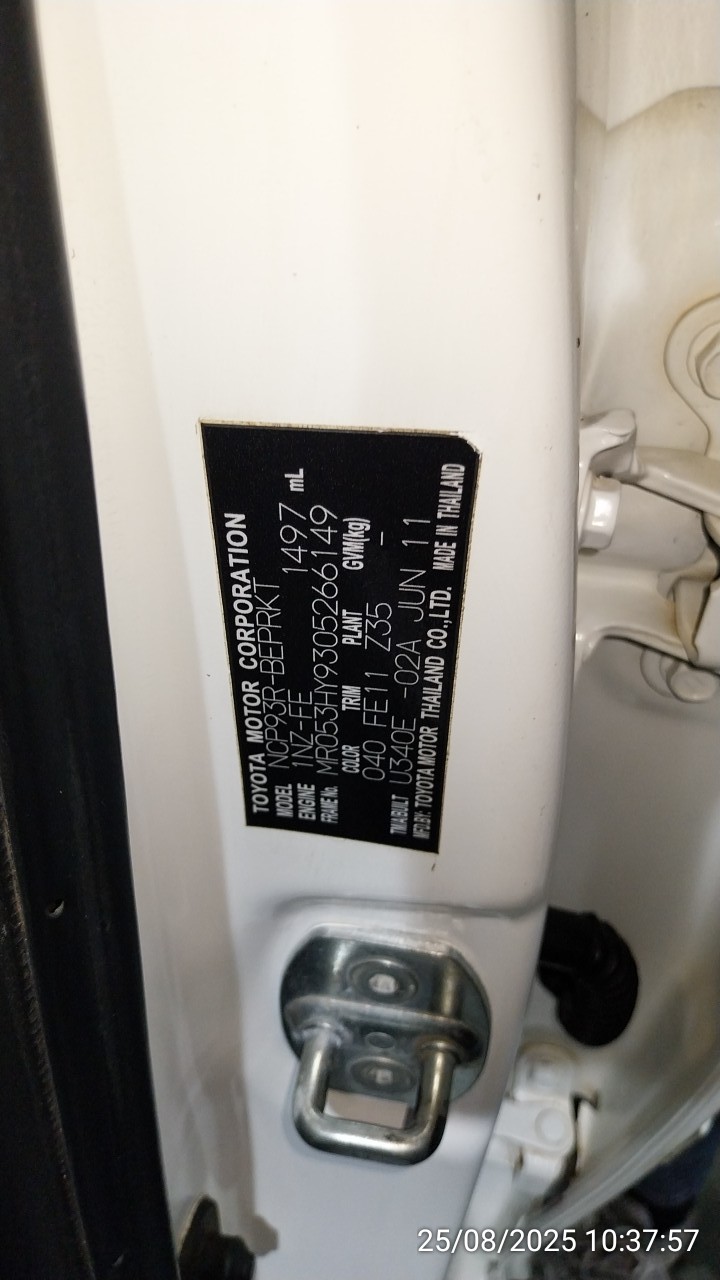 TOYOTA MOTOR CORPORATION
MODEL NCP93R-BEPRKT
ENGINE 1NZ-FE 1497 mL
FRAME No. MR053HY9305266149
COLOR TRIM PLANT GVM(kg)
040 FE11 Z35 —
T/M/A/BUILT U340E -02A JUN 11
MFD.BY: TOYOTA MOTOR THAILAND CO.,LTD. MADE IN THAILAND
25/08/2025 10:37:57